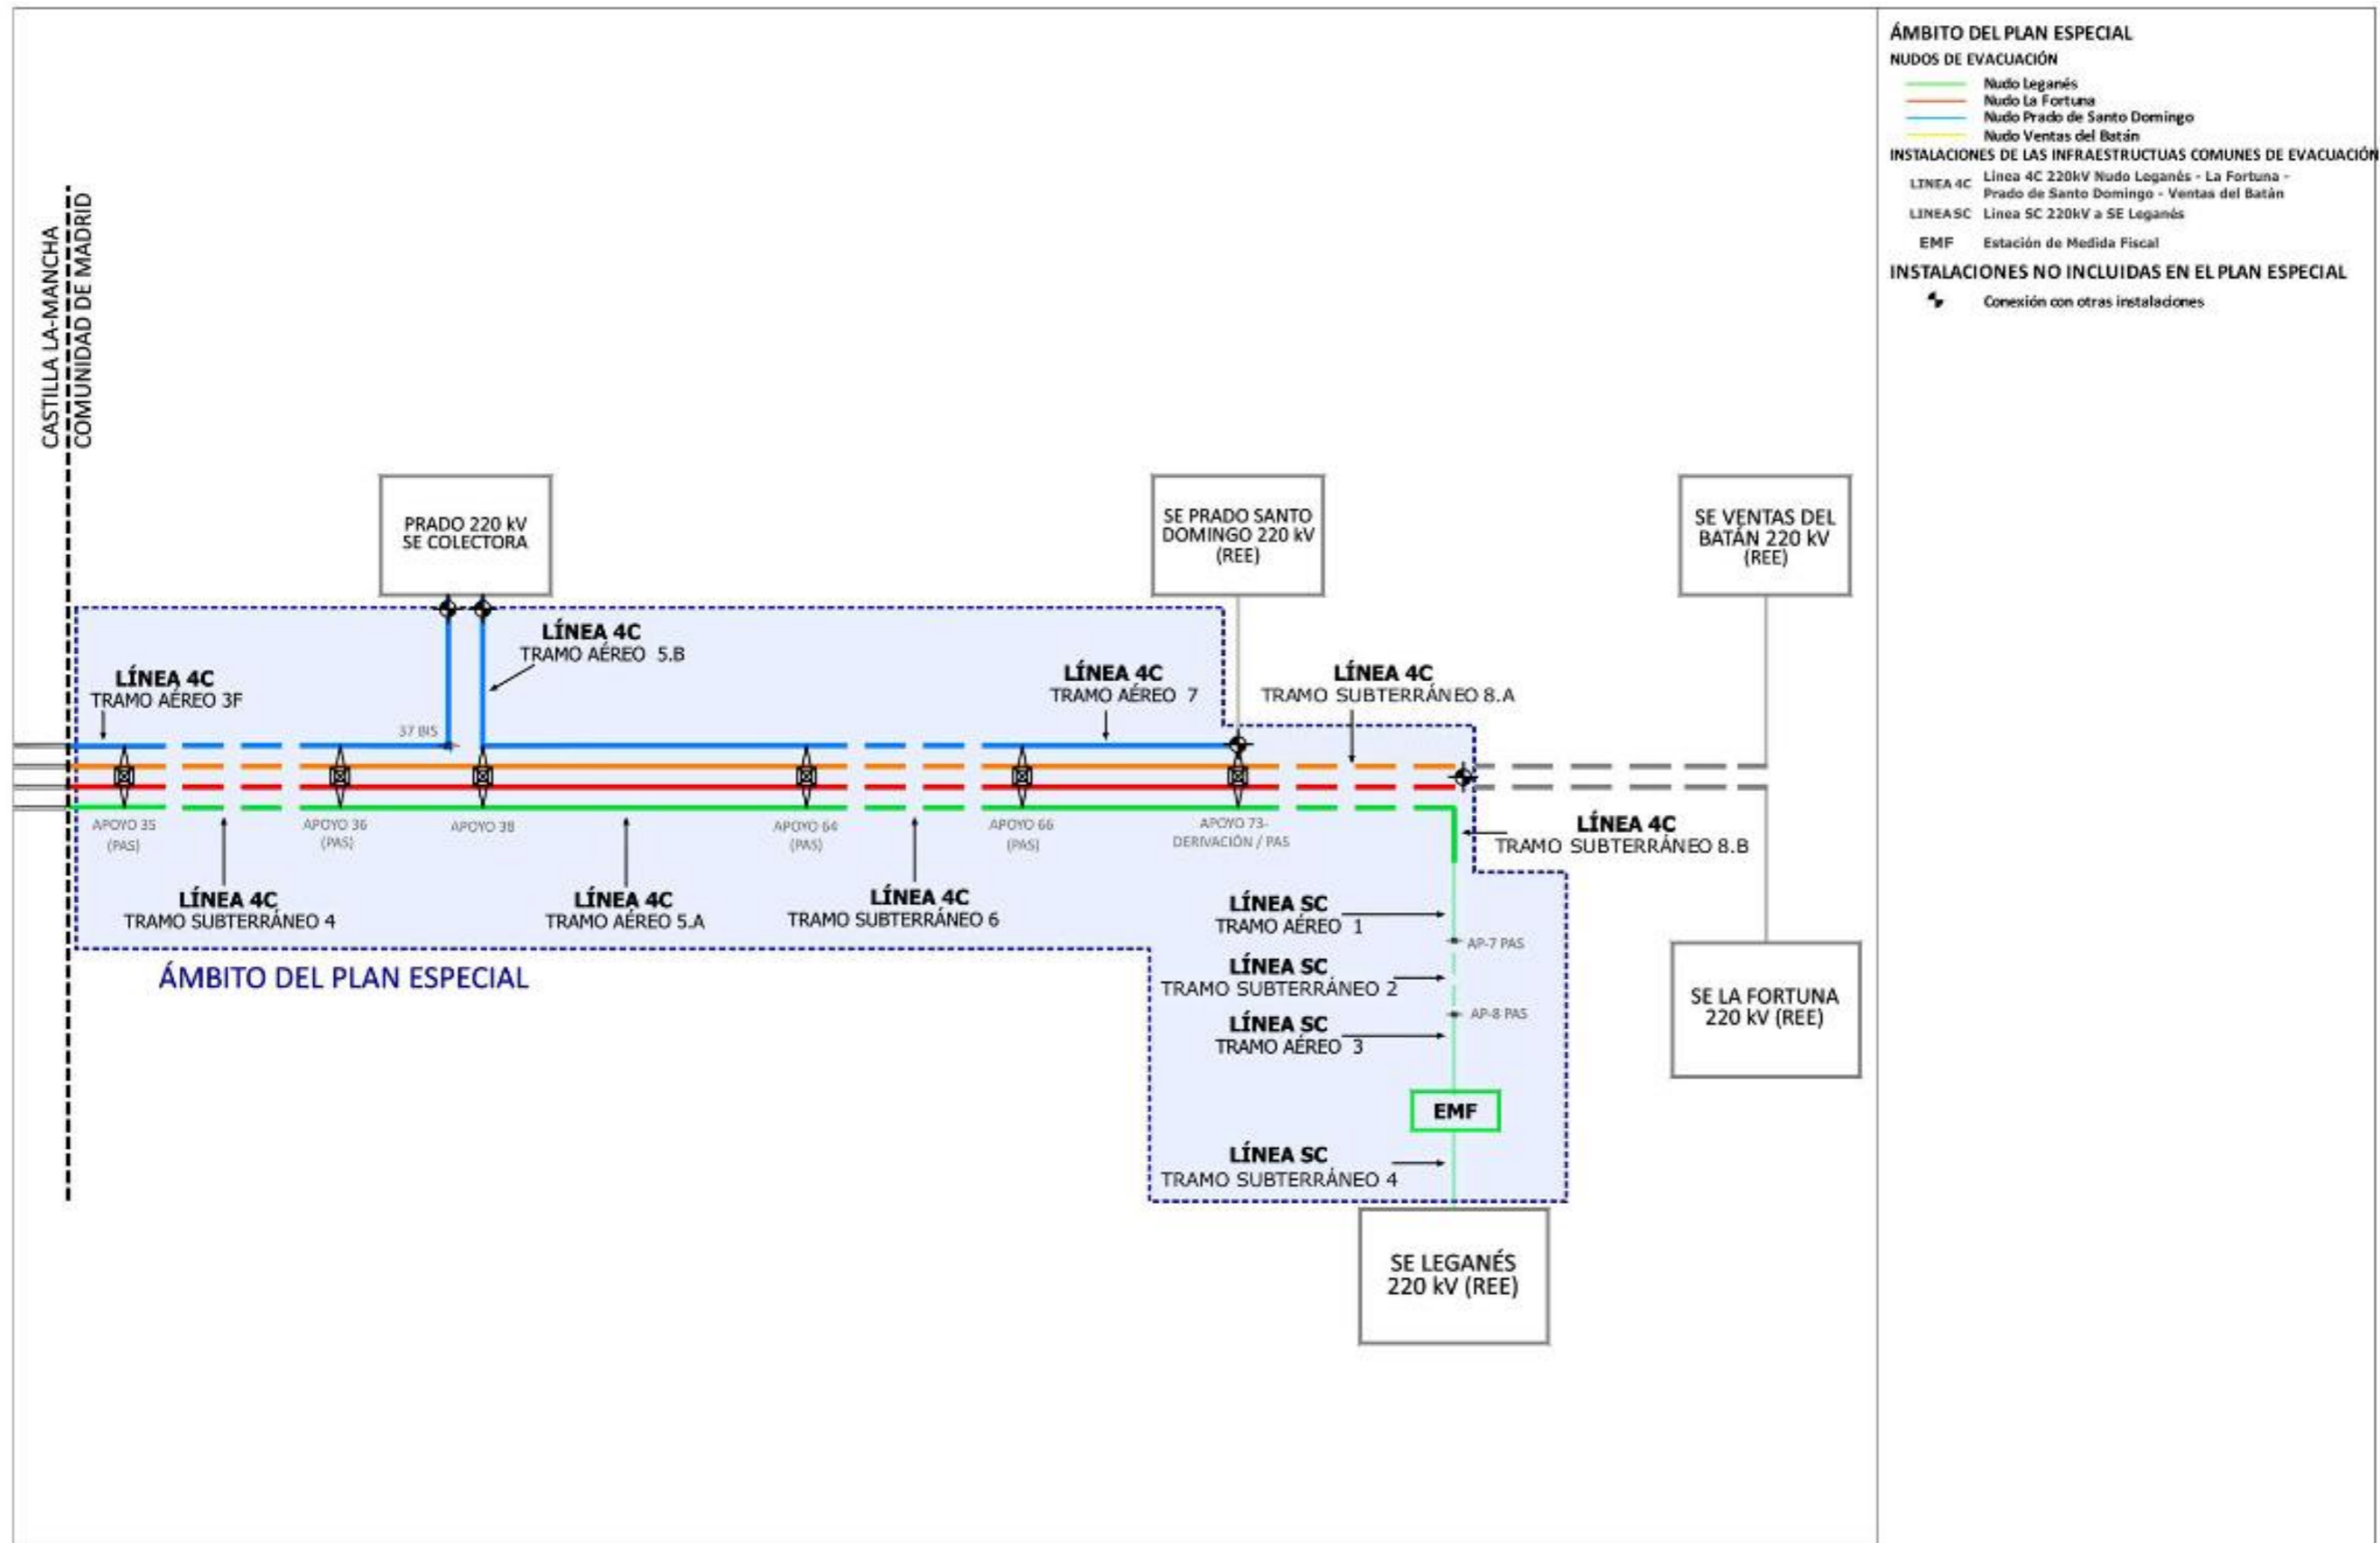 ÁMBITO DEL PLAN ESPECIAL
NUDOS DE EVACUACIÓN
Nudo Leganés
Nudo La Fortuna
Nudo Prado de Santo Domingo
Nudo Ventas del Batán
INSTALACIONES DE LAS INFRAESTRUCTUAS COMUNES DE EVACUACIÓN
LINEA 4C Línea 4C 220kV Nudo Leganés - La Fortuna -
Prado de Santo Domingo - Ventas del Batán
LINEA SC Línea SC 220kV a SE Leganés
EMF Estación de Medida Fiscal
INSTALACIONES NO INCLUIDAS EN EL PLAN ESPECIAL
Conexión con otras instalaciones
CASTILLA LA-MANCHA
COMUNIDAD DE MADRID
PRADO 220 kV
SE COLECTORA
SE PRADO SANTO
DOMINGO 220 kV
(REE)
SE VENTAS DEL
BATÁN 220 kV
(REE)
LÍNEA 4C
TRAMO AÉREO 3F
37 BIS
LÍNEA 4C
TRAMO AÉREO 5.B
LÍNEA 4C
TRAMO AÉREO 7
LÍNEA 4C
TRAMO SUBTERRÁNEO 8.A
APOYO 35
(PAS)
APOYO 36
(PAS)
APOYO 38
APOYO 64
(PAS)
APOYO 66
(PAS)
APOYO 73-
DERIVACIÓN / PAS
LÍNEA 4C
TRAMO SUBTERRÁNEO 8.B
LÍNEA 4C
TRAMO SUBTERRÁNEO 4
LÍNEA 4C
TRAMO AÉREO 5.A
LÍNEA 4C
TRAMO SUBTERRÁNEO 6
LÍNEA SC
TRAMO AÉREO 1
AP-7 PAS
ÁMBITO DEL PLAN ESPECIAL
LÍNEA SC
TRAMO SUBTERRÁNEO 2
AP-8 PAS
LÍNEA SC
TRAMO AÉREO 3
SE LA FORTUNA
220 kV (REE)
EMF
LÍNEA SC
TRAMO SUBTERRÁNEO 4
SE LEGANÉS
220 kV (REE)